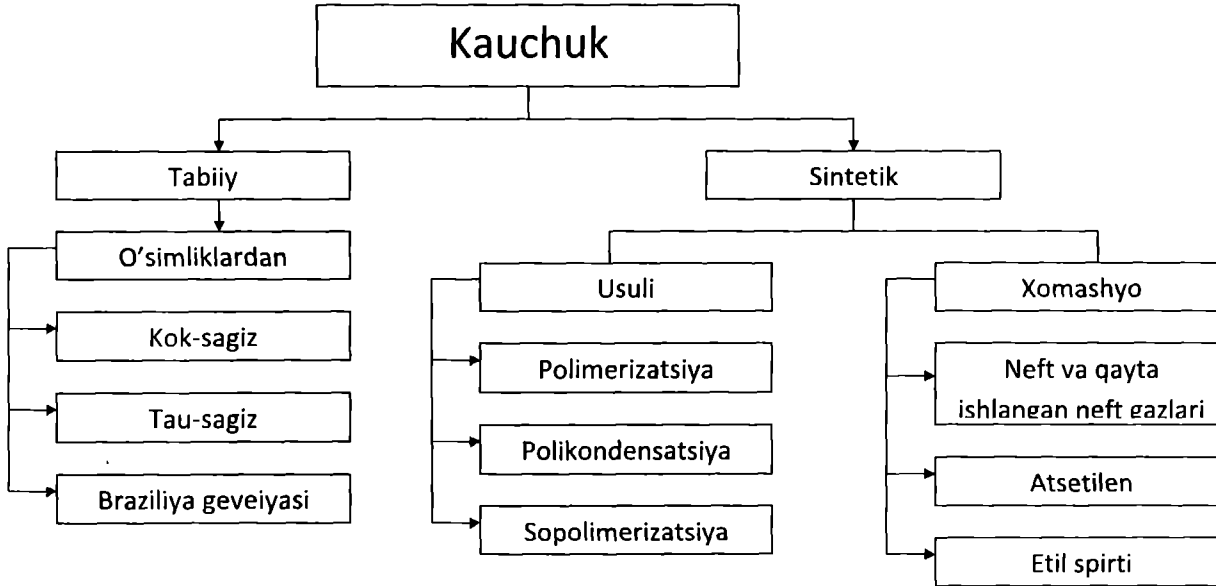 Kauchuk
Tabiiy
Sintetik
O'simliklardan
Kok-sagiz
Tau-sagiz
Braziliya geveiyasi
Usuli
Polimerizatsiya
Polikondensatsiya
Sopolimerizatsiya
Xomashyo
Neft va qayta
ishlangan neft gazlari
Atsetilen
Etil spirti